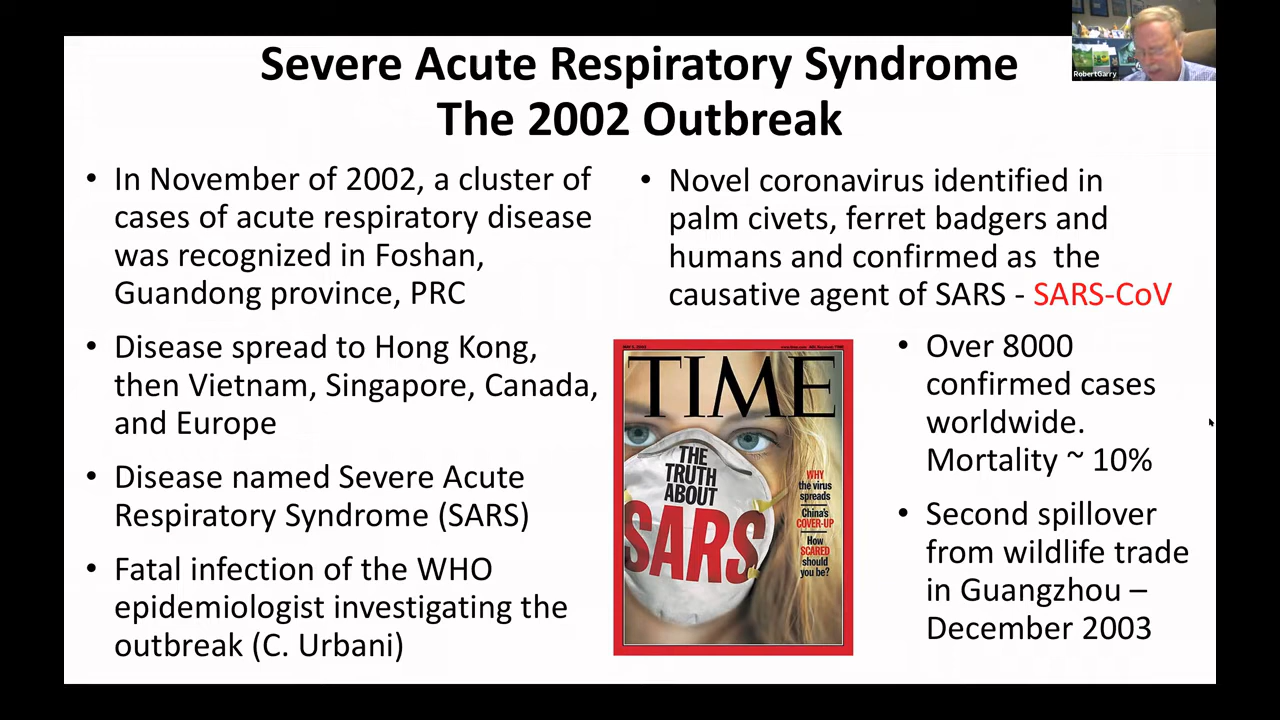 Severe Acute Respiratory Syndrome
The 2002 Outbreak
• In November of 2002, a cluster of
cases of acute respiratory disease
was recognized in Foshan,
Guandong province, PRC
• Disease spread to Hong Kong,
then Vietnam, Singapore, Canada,
and Europe
• Disease named Severe Acute
Respiratory Syndrome (SARS)
• Fatal infection of the WHO
epidemiologist investigating the
outbreak (C. Urbani)
• Novel coronavirus identified in
palm civets, ferret badgers and
humans and confirmed as the
causative agent of SARS - SARS-CoV
TIME
THE
TRUTH
ABOUT
SARS
WHY
the virus
spreads
China's
COVER-UP
How
SCARED
should
you be?
• Over 8000
confirmed cases
worldwide.
Mortality ~ 10%
• Second spillover
from wildlife trade
in Guangzhou –
December 2003
RobertGarry